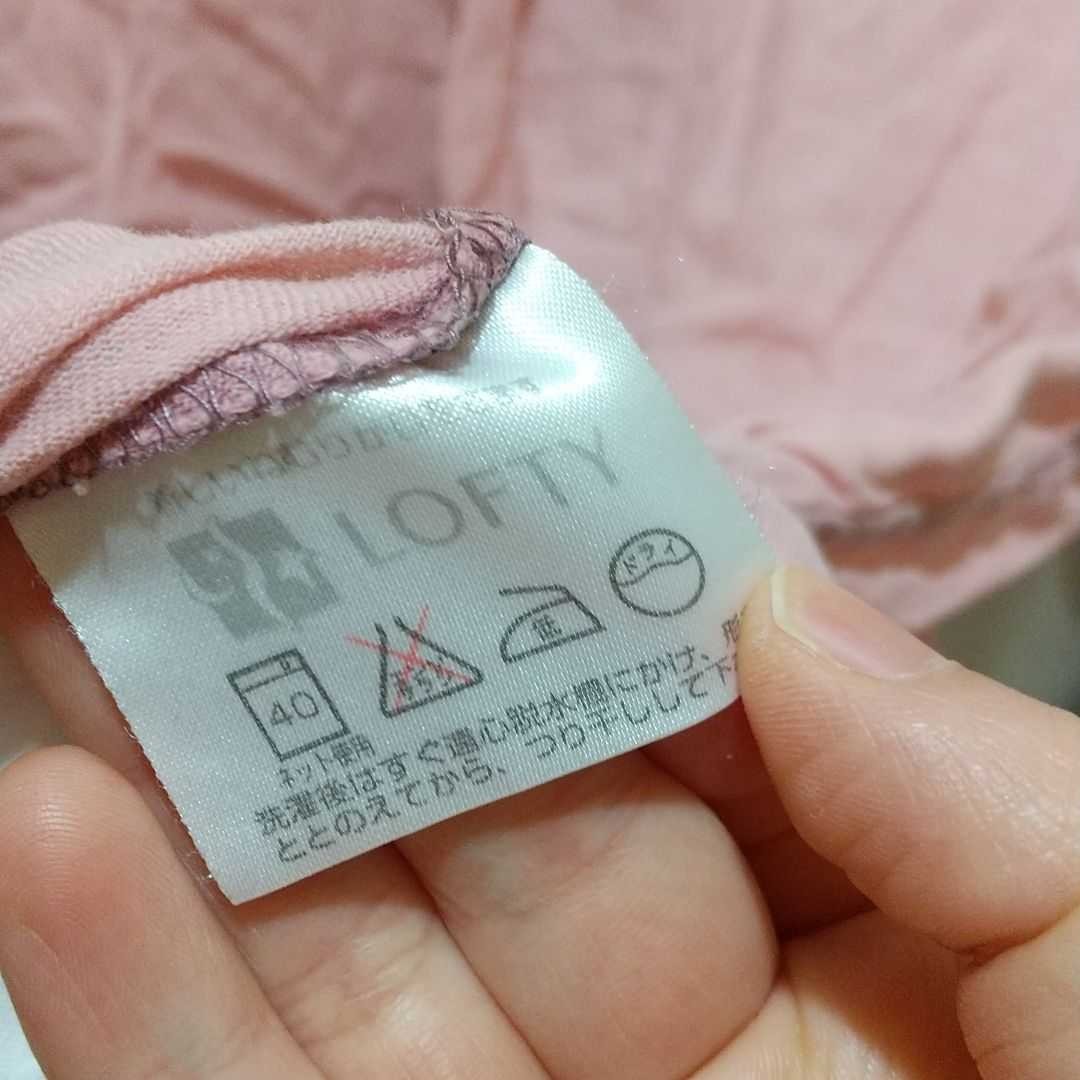 LOFTY
ドライ
低
40
ネット使用
洗濯後はすぐ遠心脱水機にかけ、形
ととのえてから、つり干しして下